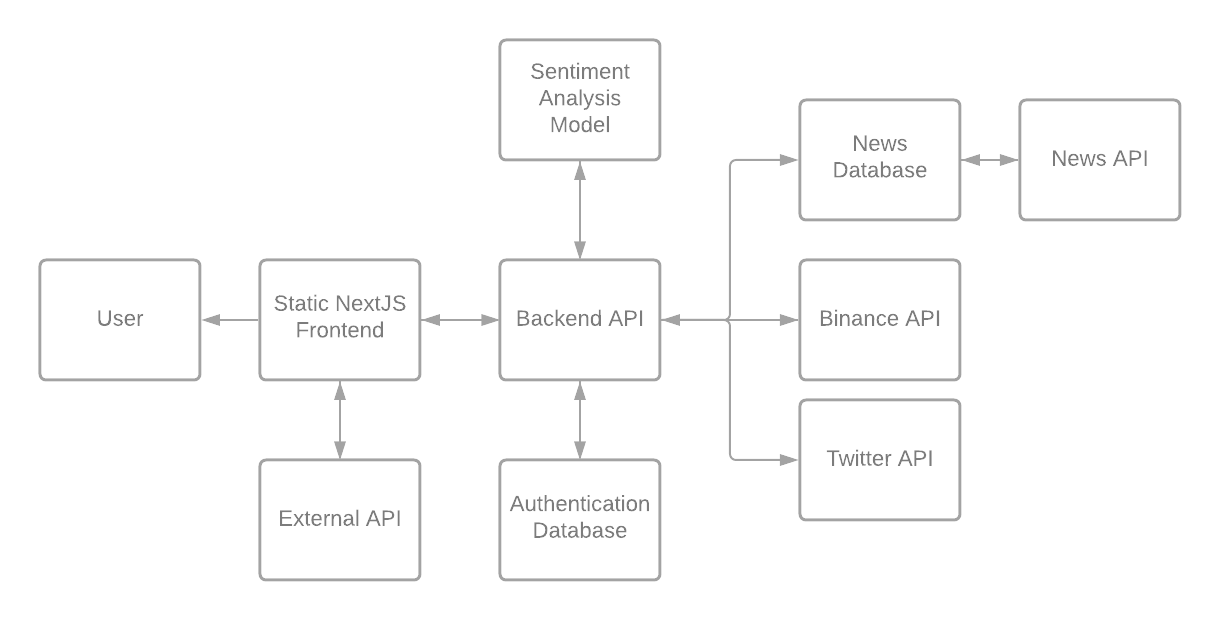 Sentiment
Analysis
Model
News
Database
News API
User
Static NextJS
Frontend
Backend API
Binance API
Twitter API
External API
Authentication
Database